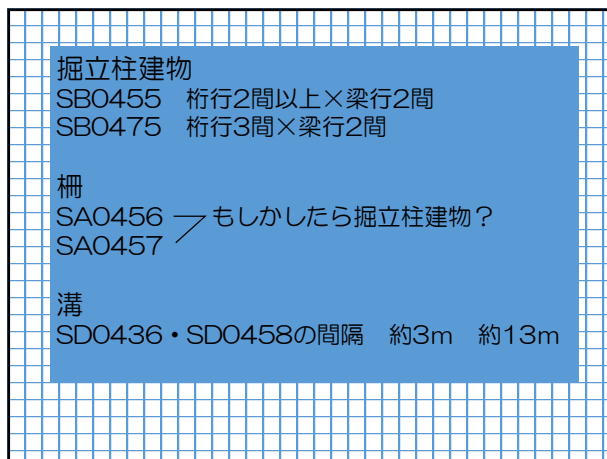 掘立柱建物
SB0455　桁行2間以上×梁行2間
SB0475　桁行3間×梁行2間
柵
SA0456　もしかしたら掘立柱建物？
SA0457
溝
SD0436・SD0458の間隔　約3m　約13m